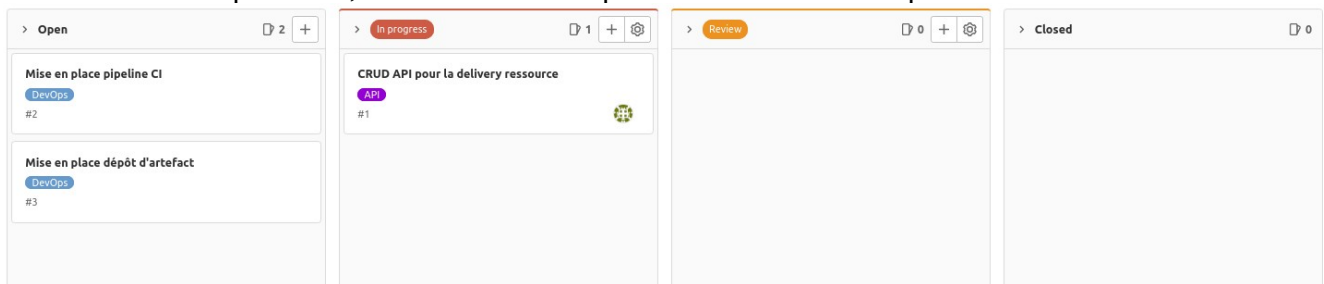 Open 2
Mise en place pipeline CI
DevOps
#2
Mise en place dépôt d'artefact
DevOps
#3
In progress 1
CRUD API pour la delivery ressource
API
#1
Review 0
Closed 0